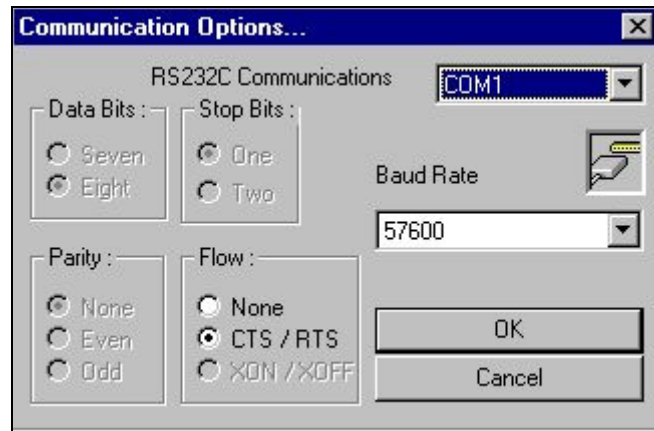 Communication Options...
RS232C Communications
COM1
Data Bits :
Seven
Eight
Stop Bits :
One
Two
Baud Rate
57600
Parity :
None
Even
Odd
Flow :
None
CTS / RTS
XON / XOFF
OK
Cancel